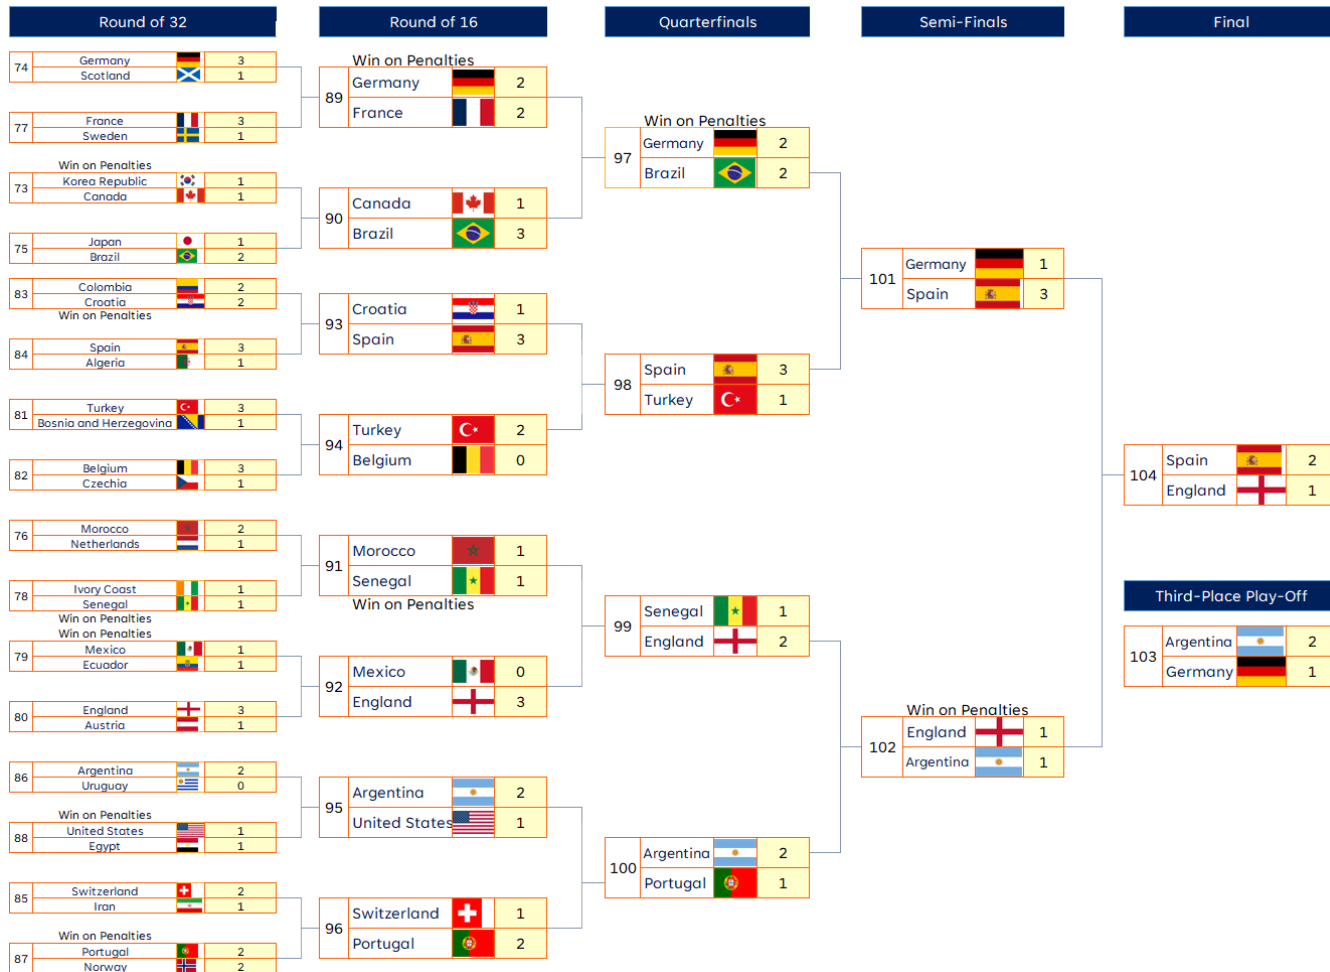 Round of 32
Round of 16
Quarterfinals
Semi-Finals
Final
74 Germany 3
Scotland 1
77 France 3
Sweden 1
Win on Penalties
73 Korea Republic 1
Canada 1
75 Japan 1
Brazil 2
83 Colombia 2
Croatia 2
Win on Penalties
84 Spain 3
Algeria 1
81 Turkey 3
Bosnia and Herzegovina 1
82 Belgium 3
Czechia 1
76 Morocco 2
Netherlands 1
78 Ivory Coast 1
Senegal 1
Win on Penalties
Win on Penalties
79 Mexico 1
Ecuador 1
80 England 3
Austria 1
86 Argentina 2
Uruguay 0
Win on Penalties
88 United States 1
Egypt 1
85 Switzerland 2
Iran 1
Win on Penalties
87 Portugal 2
Norway 2
Win on Penalties
89 Germany 2
France 2
90 Canada 1
Brazil 3
93 Croatia 1
Spain 3
94 Turkey 2
Belgium 0
91 Morocco 1
Senegal 1
Win on Penalties
92 Mexico 0
England 3
95 Argentina 2
United States 1
96 Switzerland 1
Portugal 2
Win on Penalties
97 Germany 2
Brazil 2
98 Spain 3
Turkey 1
99 Senegal 1
England 2
100 Argentina 2
Portugal 1
101 Germany 1
Spain 3
Win on Penalties
102 England 1
Argentina 1
104 Spain 2
England 1
Third-Place Play-Off
103 Argentina 2
Germany 1